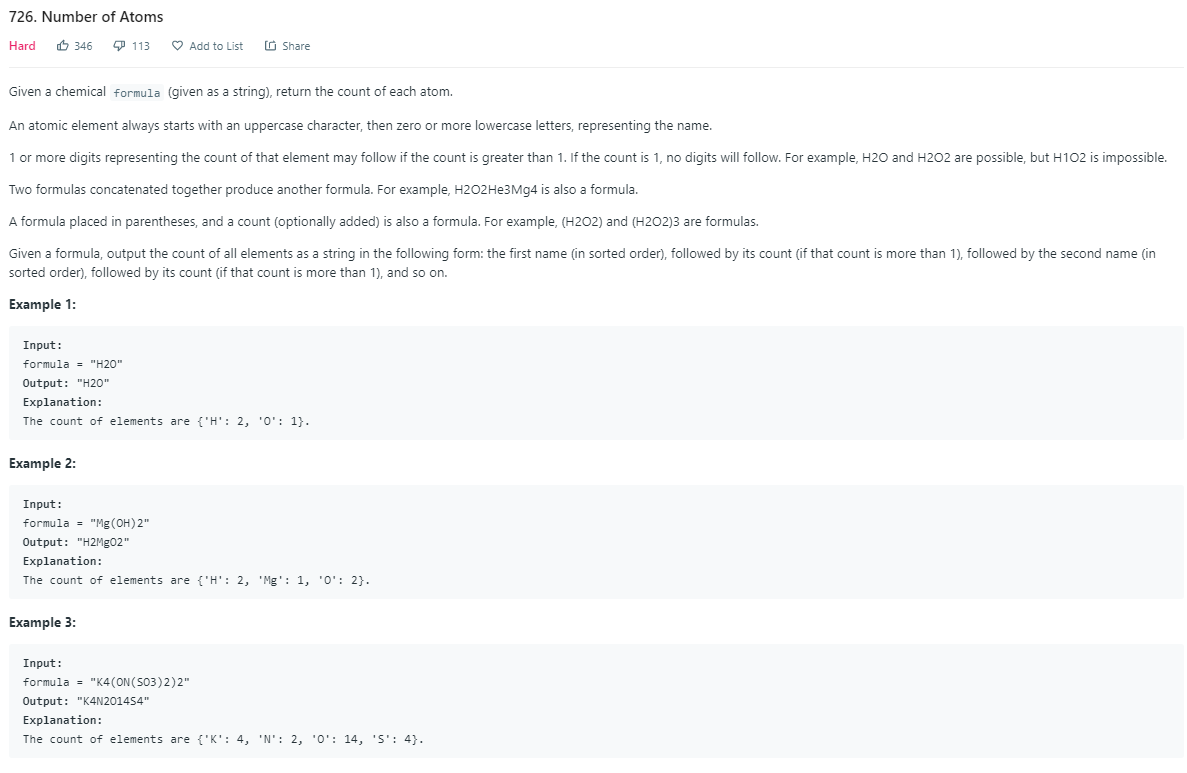 726. Number of Atoms
Hard 346 113 Add to List Share
Given a chemical formula (given as a string), return the count of each atom.
An atomic element always starts with an uppercase character, then zero or more lowercase letters, representing the name.
1 or more digits representing the count of that element may follow if the count is greater than 1. If the count is 1, no digits will follow. For example, H2O and H2O2 are possible, but H1O2 is impossible.
Two formulas concatenated together produce another formula. For example, H2O2He3Mg4 is also a formula.
A formula placed in parentheses, and a count (optionally added) is also a formula. For example, (H2O2) and (H2O2)3 are formulas.
Given a formula, output the count of all elements as a string in the following form: the first name (in sorted order), followed by its count (if that count is more than 1), followed by the second name (in
sorted order), followed by its count (if that count is more than 1), and so on.
Example 1:
Input:
formula = "H2O"
Output: "H2O"
Explanation:
The count of elements are {'H': 2, 'O': 1}.
Example 2:
Input:
formula = "Mg(OH)2"
Output: "H2MgO2"
Explanation:
The count of elements are {'H': 2, 'Mg': 1, 'O': 2}.
Example 3:
Input:
formula = "K4(ON(SO3)2)2"
Output: "K4N2O14S4"
Explanation:
The count of elements are {'K': 4, 'N': 2, 'O': 14, 'S': 4}.